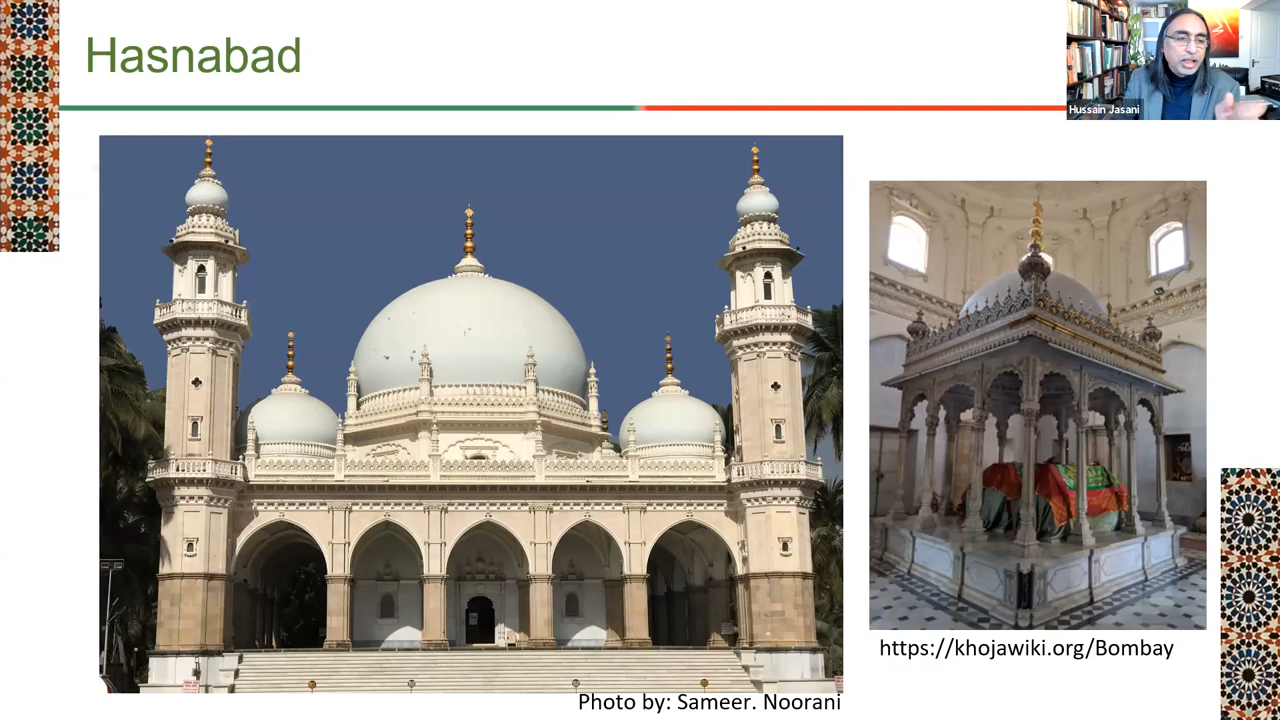 Hasnabad
Hussain Jasani
https://khojawiki.org/Bombay
Photo by: Sameer. Noorani